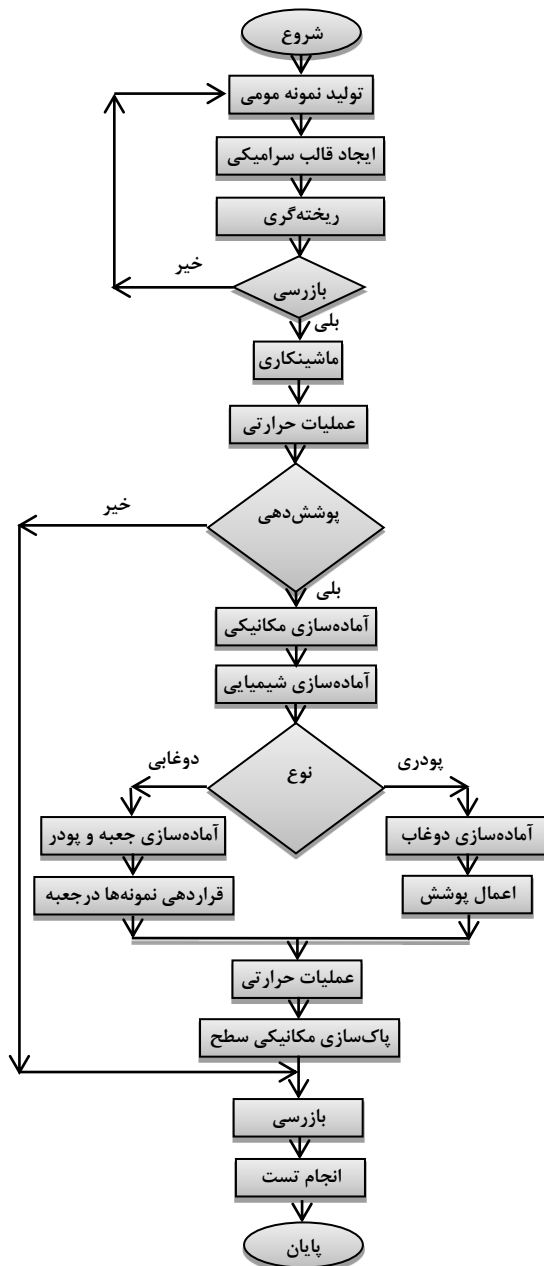 شروع
تولید نمونه مومی
ایجاد قالب سرامیکی
ریخته‌گری
بازرسی
خیر
بلی
ماشینکاری
عملیات حرارتی
پوشش‌دهی
خیر
بلی
آماده‌سازی مکانیکی
آماده‌سازی شیمیایی
نوع
پودری
دوغابی
آماده‌سازی دوغاب
آماده‌سازی جعبه و پودر
اعمال پوشش
قراردهی نمونه‌ها درجعبه
عملیات حرارتی
پاک‌سازی مکانیکی سطح
بازرسی
انجام تست
پایان